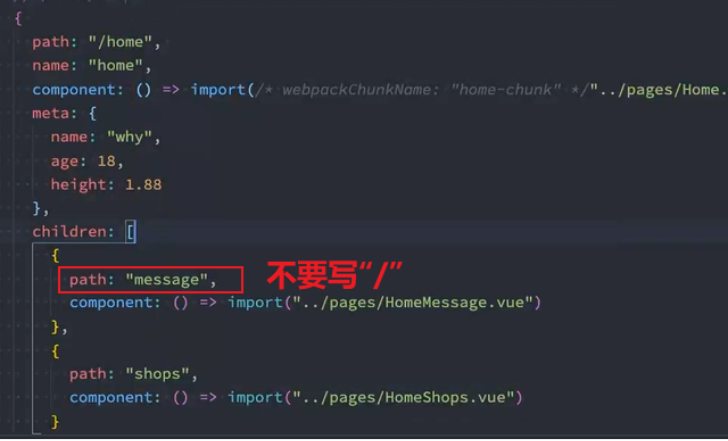 {
path: "/home",
name: "home",
component: () => import(/* webpackChunkName: "home-chunk" */"../pages/Home.
meta: {
name: "why",
age: 18,
height: 1.88
},
children: [
{
path: "message", 不要写“/”
component: () => import("../pages/HomeMessage.vue")
},
{
path: "shops",
component: () => import("../pages/HomeShops.vue")
}